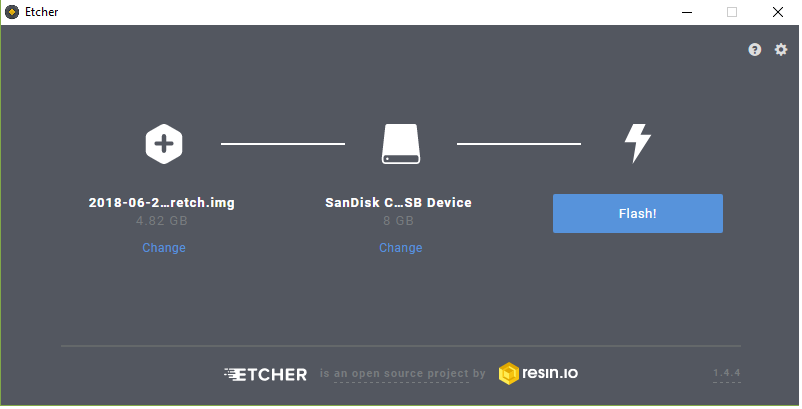 Etcher
2018-06-2...retch.img
4.82 GB
Change
SanDisk C...SB Device
8 GB
Change
Flash!
ETCHER is an open source project by resin.io
1.4.4